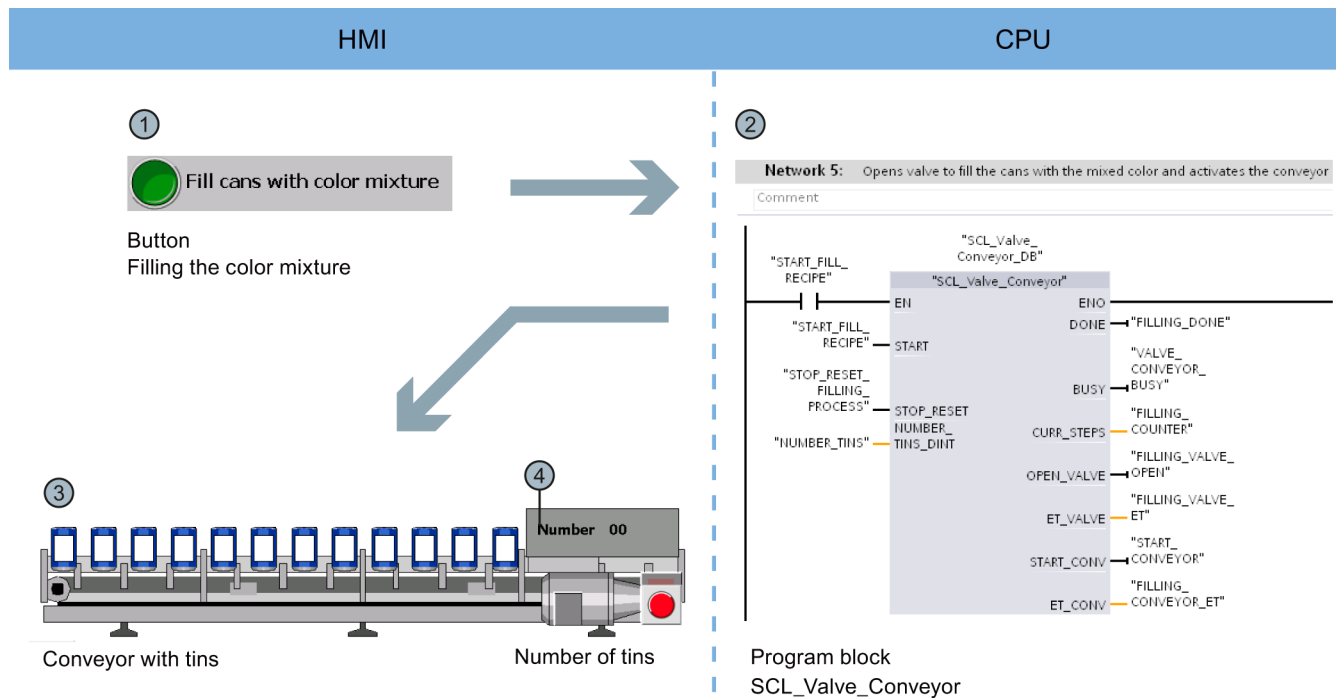 HMI
CPU
1
Fill cans with color mixture
Button
Filling the color mixture
2
Network 5: Opens valve to fill the cans with the mixed color and activates the conveyor
Comment
"SCL_Valve_
Conveyor_DB"
"SCL_Valve_Conveyor"
"START_FILL_
RECIPE"
EN
ENO
"START_FILL_
RECIPE"
START
"STOP_RESET_
FILLING_
PROCESS"
STOP_RESET
"NUMBER_TINS"
NUMBER_
TINS_DINT
DONE
"FILLING_DONE"
BUSY
"VALVE_
CONVEYOR_
BUSY"
CURR_STEPS
"FILLING_
COUNTER"
OPEN_VALVE
"FILLING_VALVE_
OPEN"
ET_VALVE
"FILLING_VALVE_
ET"
START_CONV
"START_
CONVEYOR"
ET_CONV
"FILLING_
CONVEYOR_ET"
3
4
Number 00
Conveyor with tins
Number of tins
Program block
SCL_Valve_Conveyor